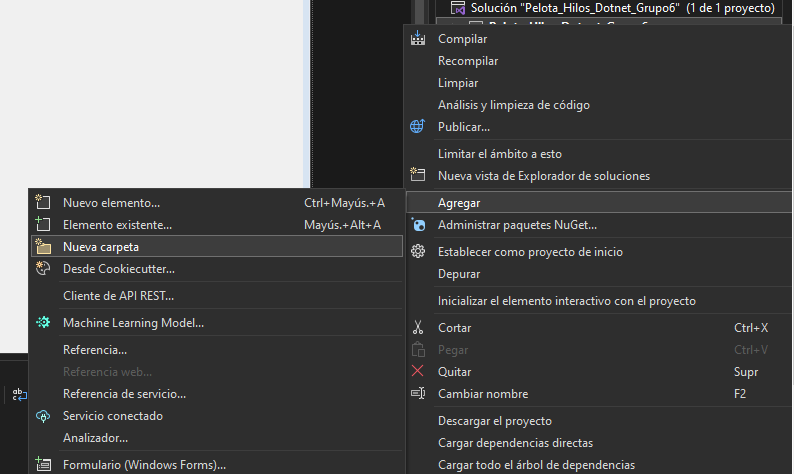 Solución "Pelota_Hilos_Dotnet_Grupo6" (1 de 1 proyecto)
Compilar
Recompilar
Limpiar
Análisis y limpieza de código
Publicar...
Limitar el ámbito a esto
Nueva vista de Explorador de soluciones
Agregar
Administrar paquetes NuGet...
Establecer como proyecto de inicio
Depurar
Inicializar el elemento interactivo con el proyecto
Cortar Ctrl+X
Pegar Ctrl+V
Quitar Supr
Cambiar nombre F2
Descargar el proyecto
Cargar dependencias directas
Cargar todo el árbol de dependencias
Nuevo elemento... Ctrl+Mayús.+A
Elemento existente... Mayús.+Alt+A
Nueva carpeta
Desde Cookiecutter...
Cliente de API REST...
Machine Learning Model...
Referencia...
Referencia web...
Referencia de servicio...
Servicio conectado
Analizador...
Formulario (Windows Forms)...